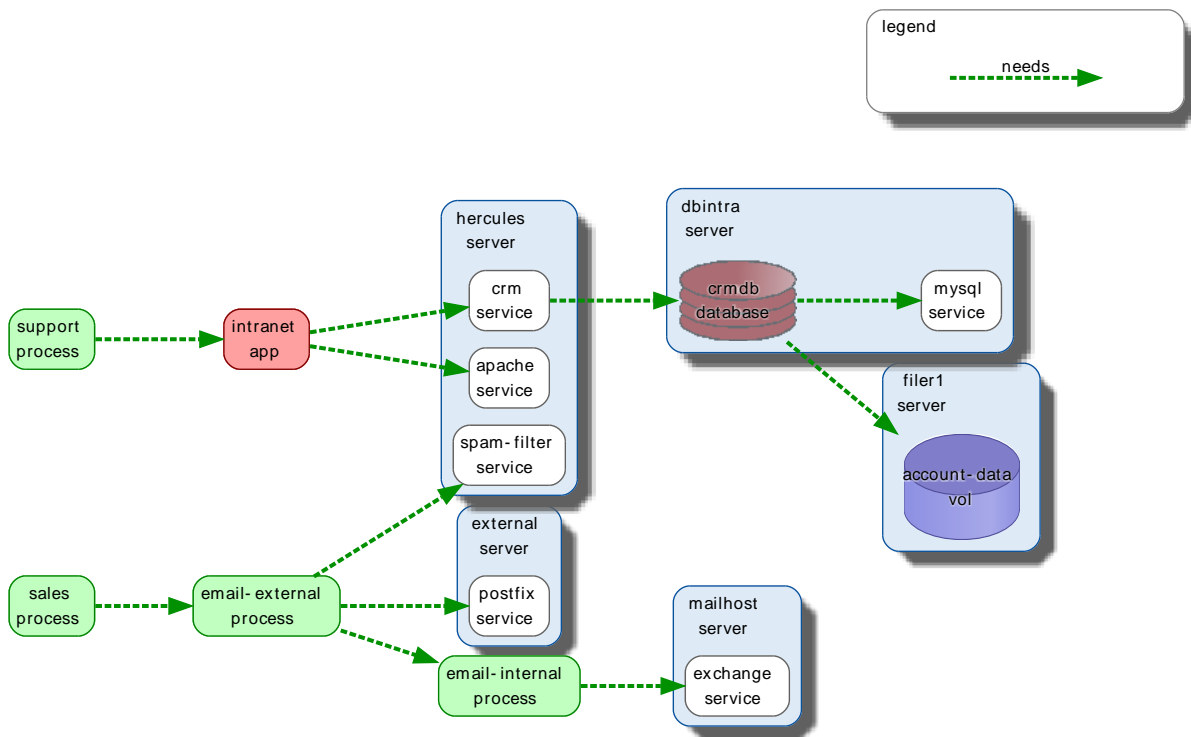 legend
needs
hercules
server
dbintra
server
crm
service
crmdb
database
mysql
service
support
process
intranet
app
apache
service
filer1
server
spam-filter
service
account-data
vol
external
server
sales
process
email-external
process
postfix
service
mailhost
server
email-internal
process
exchange
service